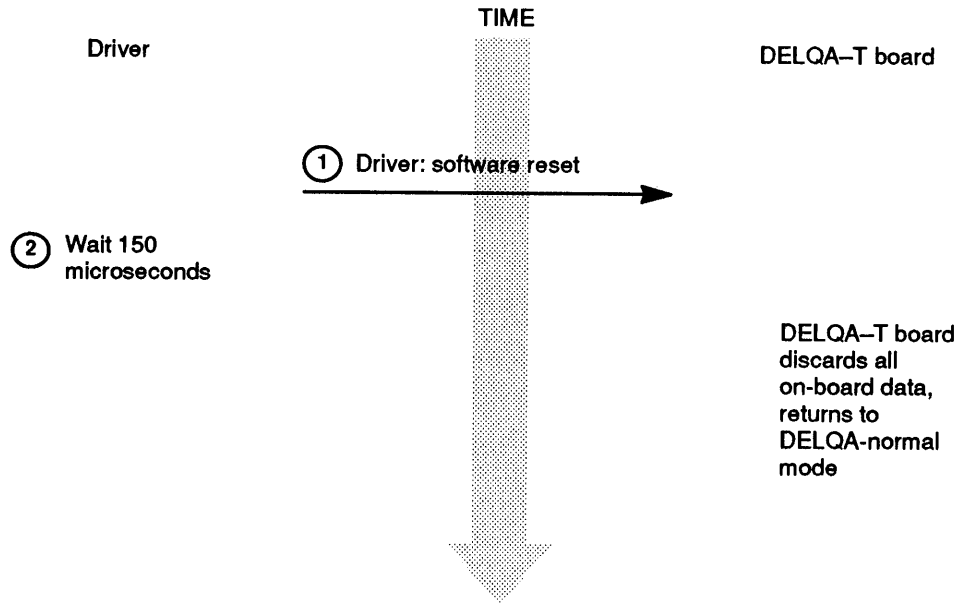 TIME
Driver
DELQA–T board
1 Driver: software reset
2 Wait 150
microseconds
DELQA–T board
discards all
on-board data,
returns to
DELQA-normal
mode